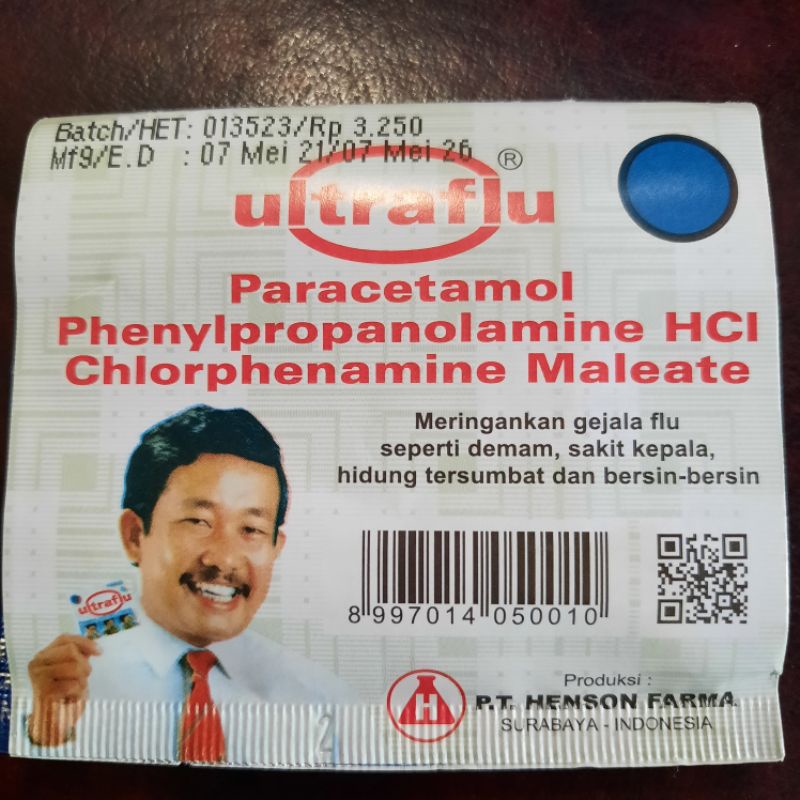 Batch/HET: 013523/Rp 3.250
Mfg/E.D : 07 Mei 21/07 Mei 26
ultraflu®
Paracetamol
Phenylpropanolamine HCl
Chlorphenamine Maleate
Meringankan gejala flu
seperti demam, sakit kepala,
hidung tersumbat dan bersin-bersin
8 997014 050010
ultraflu
H
Produksi :
P.T. HENSON FARMA
SURABAYA - INDONESIA
2